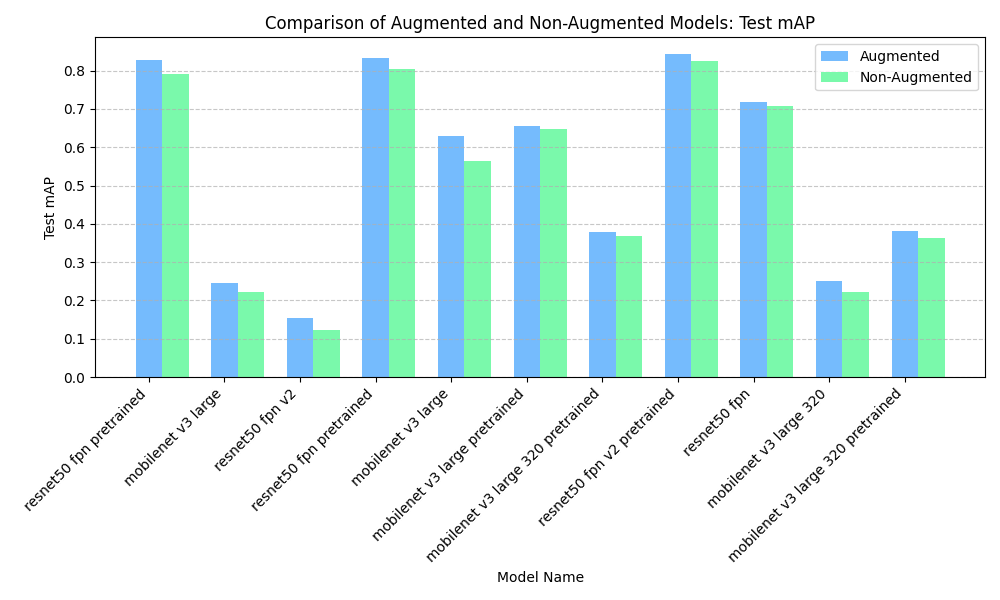 Comparison of Augmented and Non-Augmented Models: Test mAP
Augmented
Non-Augmented
Test mAP
0.8
0.7
0.6
0.5
0.4
0.3
0.2
0.1
0.0
resnet50 fpn pretrained
mobilenet v3 large
resnet50 fpn v2
resnet50 fpn pretrained
mobilenet v3 large
mobilenet v3 large pretrained
mobilenet v3 large 320 pretrained
resnet50 fpn v2 pretrained
resnet50 fpn
mobilenet v3 large 320
mobilenet v3 large 320 pretrained
Model Name